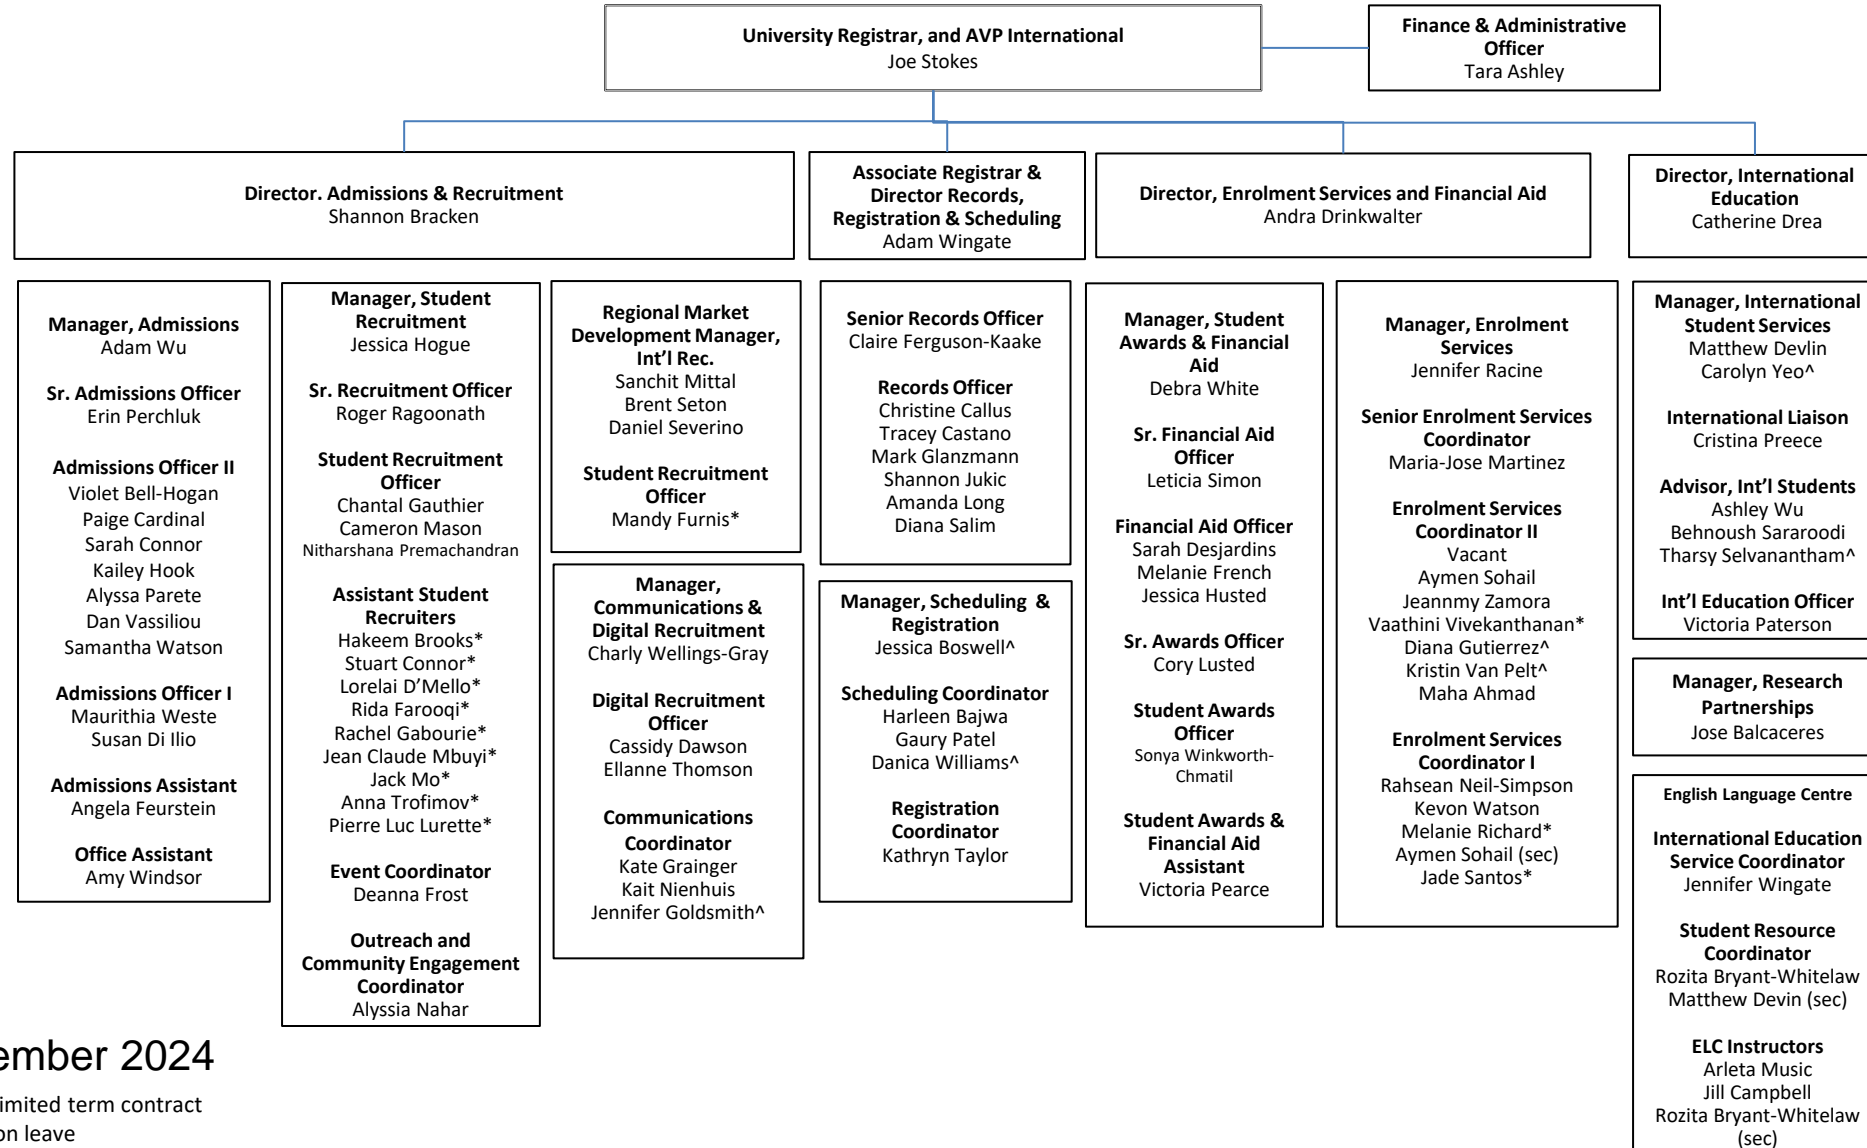 University Registrar, and AVP International
Joe Stokes
Finance & Administrative
Officer
Tara Ashley
Director. Admissions & Recruitment
Shannon Bracken
Associate Registrar &
Director Records,
Registration & Scheduling
Adam Wingate
Director, Enrolment Services and Financial Aid
Andra Drinkwalter
Director, International
Education
Catherine Drea
Manager, Admissions
Adam Wu
Sr. Admissions Officer
Erin Perchluk
Admissions Officer II
Violet Bell-Hogan
Paige Cardinal
Sarah Connor
Kailey Hook
Alyssa Parete
Dan Vassiliou
Samantha Watson
Admissions Officer I
Maurithia Weste
Susan Di Ilio
Admissions Assistant
Angela Feurstein
Office Assistant
Amy Windsor
Manager, Student
Recruitment
Jessica Hogue
Sr. Recruitment Officer
Roger Ragoonath
Student Recruitment
Officer
Chantal Gauthier
Cameron Mason
Nitharshana Premachandran
Assistant Student
Recruiters
Hakeem Brooks*
Stuart Connor*
Lorelai D’Mello*
Rida Farooqi*
Rachel Gabourie*
Jean Claude Mbuyi*
Jack Mo*
Anna Trofimov*
Pierre Luc Lurette*
Event Coordinator
Deanna Frost
Outreach and
Community Engagement
Coordinator
Alyssia Nahar
Regional Market
Development Manager,
Int’l Rec.
Sanchit Mittal
Brent Seton
Daniel Severino
Student Recruitment
Officer
Mandy Furnis*
Manager,
Communications &
Digital Recruitment
Charly Wellings-Gray
Digital Recruitment
Officer
Cassidy Dawson
Ellanne Thomson
Communications
Coordinator
Kate Grainger
Kait Nienhuis
Jennifer Goldsmith^
Senior Records Officer
Claire Ferguson-Kaake
Records Officer
Christine Callus
Tracey Castano
Mark Glanzmann
Shannon Jukic
Amanda Long
Diana Salim
Manager, Scheduling &
Registration
Jessica Boswell^
Scheduling Coordinator
Harleen Bajwa
Gaury Patel
Danica Williams^
Registration
Coordinator
Kathryn Taylor
Manager, Student
Awards & Financial
Aid
Debra White
Sr. Financial Aid
Officer
Leticia Simon
Financial Aid Officer
Sarah Desjardins
Melanie French
Jessica Husted
Sr. Awards Officer
Cory Lusted
Student Awards
Officer
Sonya Winkworth-
Chmatil
Student Awards &
Financial Aid
Assistant
Victoria Pearce
Manager, Enrolment
Services
Jennifer Racine
Senior Enrolment Services
Coordinator
Maria-Jose Martinez
Enrolment Services
Coordinator II
Vacant
Aymen Sohail
Jeannmy Zamora
Vaathini Vivekanthanan*
Diana Gutierrez^
Kristin Van Pelt^
Maha Ahmad
Enrolment Services
Coordinator I
Rahsean Neil-Simpson
Kevon Watson
Melanie Richard*
Aymen Sohail (sec)
Jade Santos*
Manager, International
Student Services
Matthew Devlin
Carolyn Yeo^
International Liaison
Cristina Preece
Advisor, Int’l Students
Ashley Wu
Behnoush Sararoodi
Tharsy Selvanantham^
Int’l Education Officer
Victoria Paterson
Manager, Research
Partnerships
Jose Balcaceres
English Language Centre
International Education
Service Coordinator
Jennifer Wingate
Student Resource
Coordinator
Rozita Bryant-Whitelaw
Matthew Devin (sec)
ELC Instructors
Arleta Music
Jill Campbell
Rozita Bryant-Whitelaw
(sec)
ember 2024
imited term contract
on leave